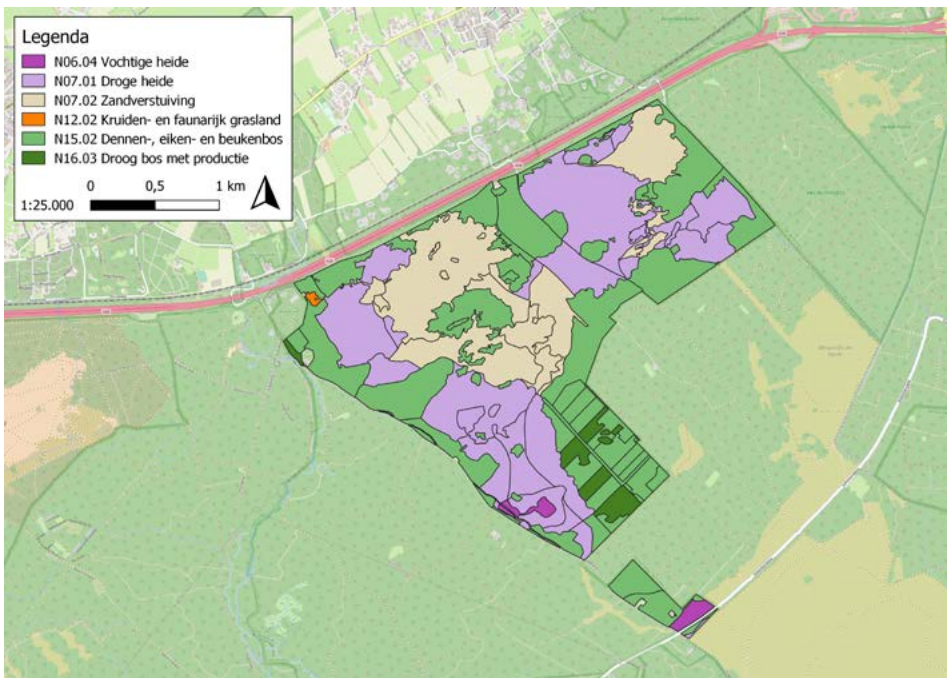 Legenda
N06.04 Vochtige heide
N07.01 Droge heide
N07.02 Zandverstuiving
N12.02 Kruiden- en faunarijk grasland
N15.02 Dennen-, eiken- en beukenbos
N16.03 Droog bos met productie
0 0,5 1 km
1:25.000